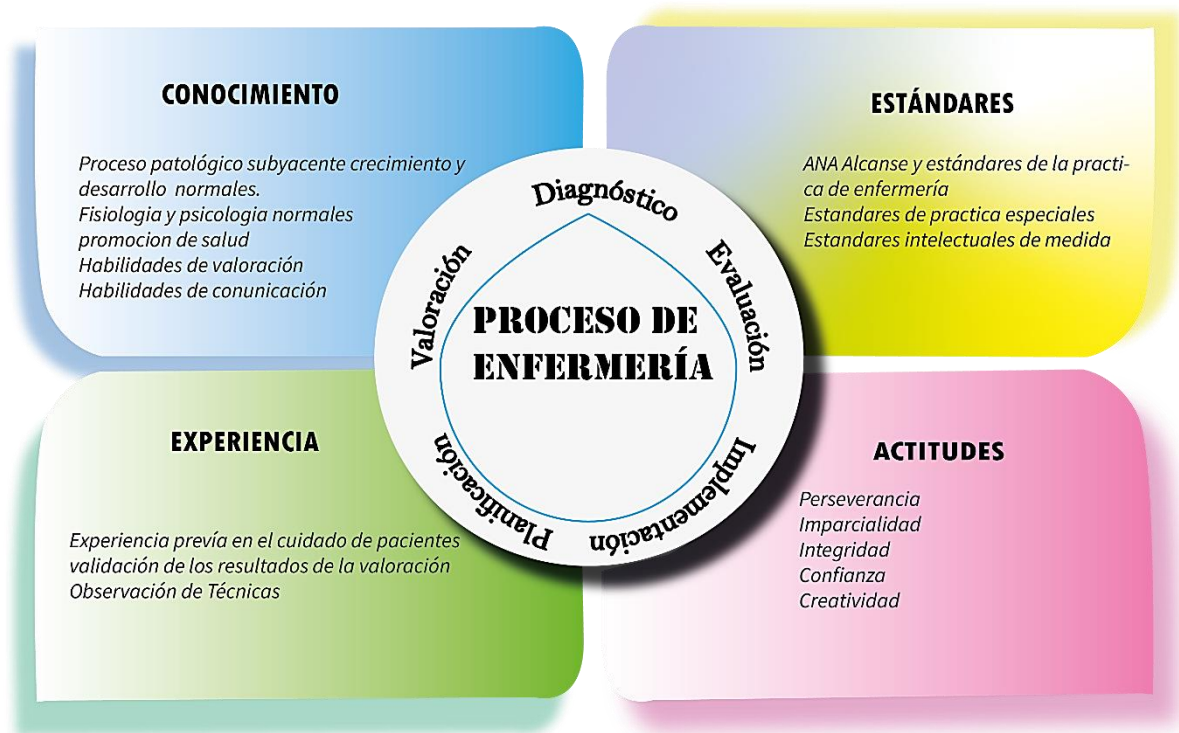 CONOCIMIENTO
Proceso patológico subyacente crecimiento y
desarrollo normales.
Fisiologia y psicologia normales
promocion de salud
Habilidades de valoración
Habilidades de conunicación
ESTÁNDARES
ANA Alcanse y estándares de la practi-
ca de enfermería
Estandares de practica especiales
Estandares intelectuales de medida
Diagnóstico
Evaluación
Implementación
Planificación
Valoración
PROCESO DE
ENFERMERÍA
EXPERIENCIA
Experiencia prevía en el cuidado de pacientes
validación de los resultados de la valoración
Observación de Técnicas
ACTITUDES
Perseverancia
Imparcialidad
Integridad
Confianza
Creatividad